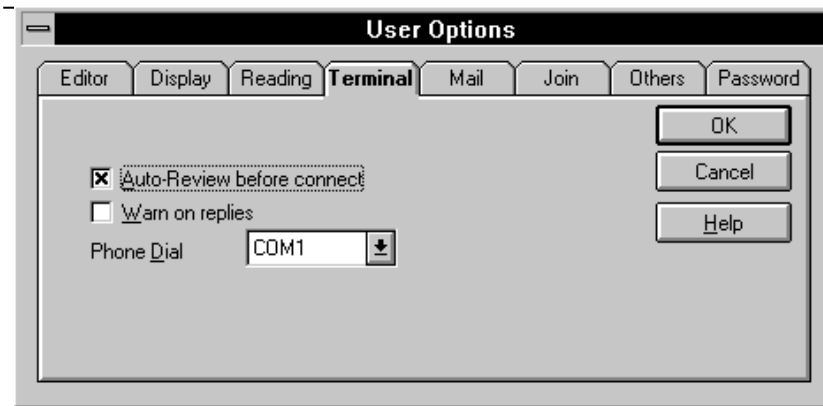 User Options
Editor Display Reading Terminal Mail Join Others Password
OK
Auto-Review before connect
Cancel
Warn on replies
Help
Phone Dial COM1